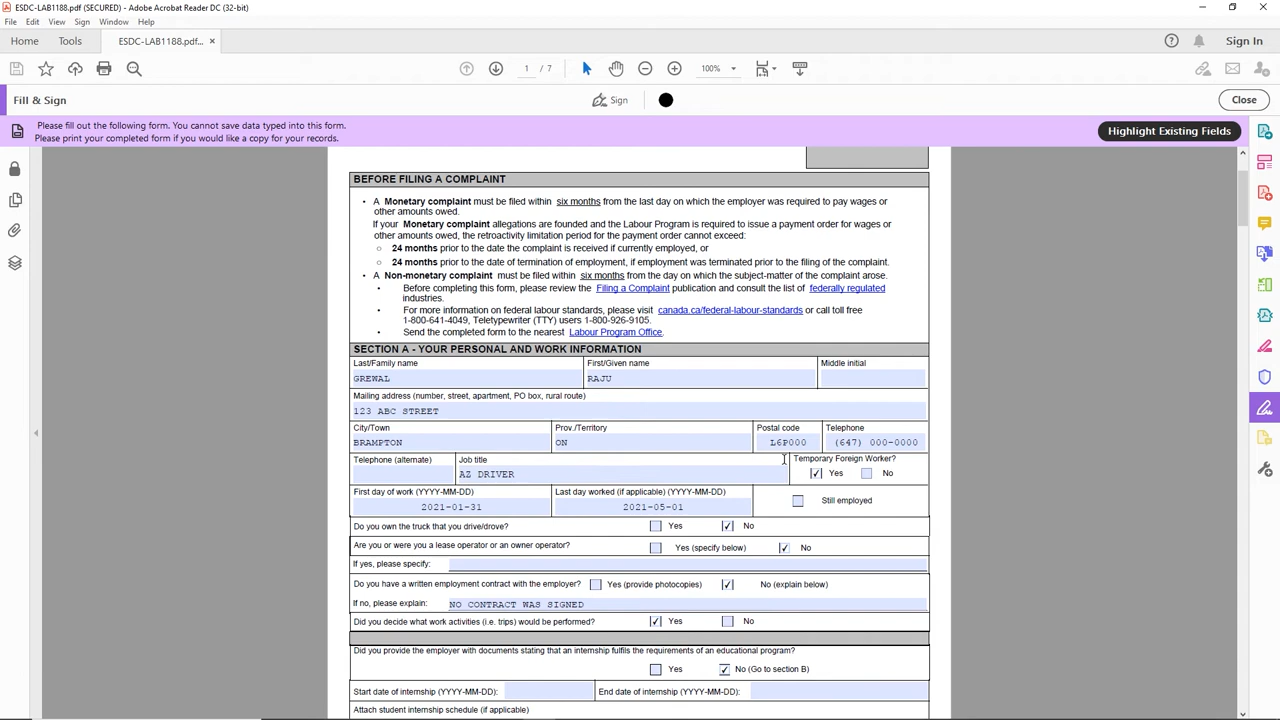 ESDC-LAB1188.pdf (SECURED) - Adobe Acrobat Reader DC (32-bit)
File Edit View Sign Window Help
Home Tools ESDC-LAB1188.pdf... × Sign In
1 / 7 100%
Fill & Sign Sign Close
Please fill out the following form. You cannot save data typed into this form.
Please print your completed form if you would like a copy for your records.
Highlight Existing Fields
BEFORE FILING A COMPLAINT
• A Monetary complaint must be filed within six months from the last day on which the employer was required to pay wages or
other amounts owed.
If your Monetary complaint allegations are founded and the Labour Program is required to issue a payment order for wages or
other amounts owed, the retroactivity limitation period for the payment order cannot exceed:
○ 24 months prior to the date the complaint is received if currently employed, or
○ 24 months prior to the date of termination of employment, if employment was terminated prior to the filing of the complaint.
• A Non-monetary complaint must be filed within six months from the day on which the subject-matter of the complaint arose.
• Before completing this form, please review the Filing a Complaint publication and consult the list of federally regulated
industries.
• For more information on federal labour standards, please visit canada.ca/federal-labour-standards or call toll free
1-800-641-4049, Teletypewriter (TTY) users 1-800-926-9105.
• Send the completed form to the nearest Labour Program Office.
SECTION A - YOUR PERSONAL AND WORK INFORMATION
Last/Family name First/Given name Middle initial
GREWAL RAJU
Mailing address (number, street, apartment, PO box, rural route)
123 ABC STREET
City/Town Prov./Territory Postal code Telephone
BRAMPTON ON L6P000 (647) 000-0000
Telephone (alternate) Job title Temporary Foreign Worker?
AZ DRIVER Yes No
First day of work (YYYY-MM-DD) Last day worked (if applicable) (YYYY-MM-DD) Still employed
2021-01-31 2021-05-01
Do you own the truck that you drive/drove? Yes No
Are you or were you a lease operator or an owner operator? Yes (specify below) No
If yes, please specify:
Do you have a written employment contract with the employer? Yes (provide photocopies) No (explain below)
If no, please explain: NO CONTRACT WAS SIGNED
Did you decide what work activities (i.e. trips) would be performed? Yes No
Did you provide the employer with documents stating that an internship fulfils the requirements of an educational program?
Yes No (Go to section B)
Start date of internship (YYYY-MM-DD): End date of internship (YYYY-MM-DD):
Attach student internship schedule (if applicable)